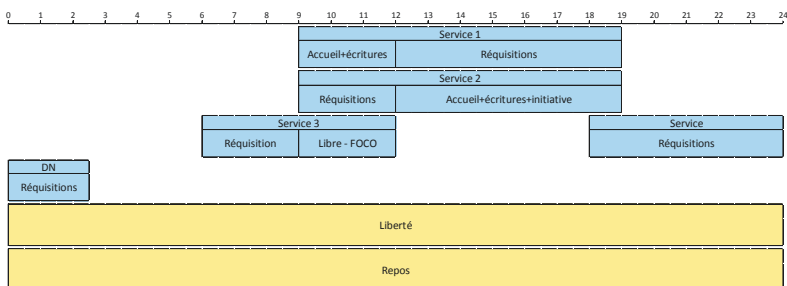 0 1 2 3 4 5 6 7 8 9 10 11 12 13 14 15 16 17 18 19 20 21 22 23 24
Service 1
Accueil+écritures Réquisitions
Service 2
Réquisitions Accueil+écritures+initiative
Service 3 Service
Réquisition Libre - FOCO Réquisitions
DN
Réquisitions
Liberté
Repos